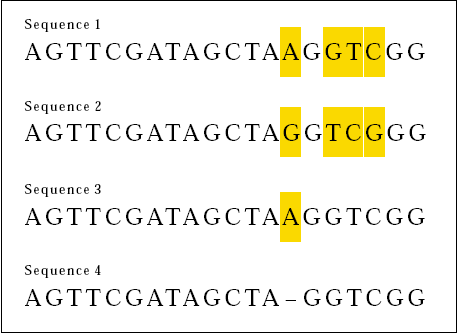 Sequence 1
AGTTCGATAGCTAAGGTCGG
Sequence 2
AGTTCGATAGCTAGGTCGGG
Sequence 3
AGTTCGATAGCTAAGGTCGG
Sequence 4
AGTTCGATAGCTA–GGTCGG